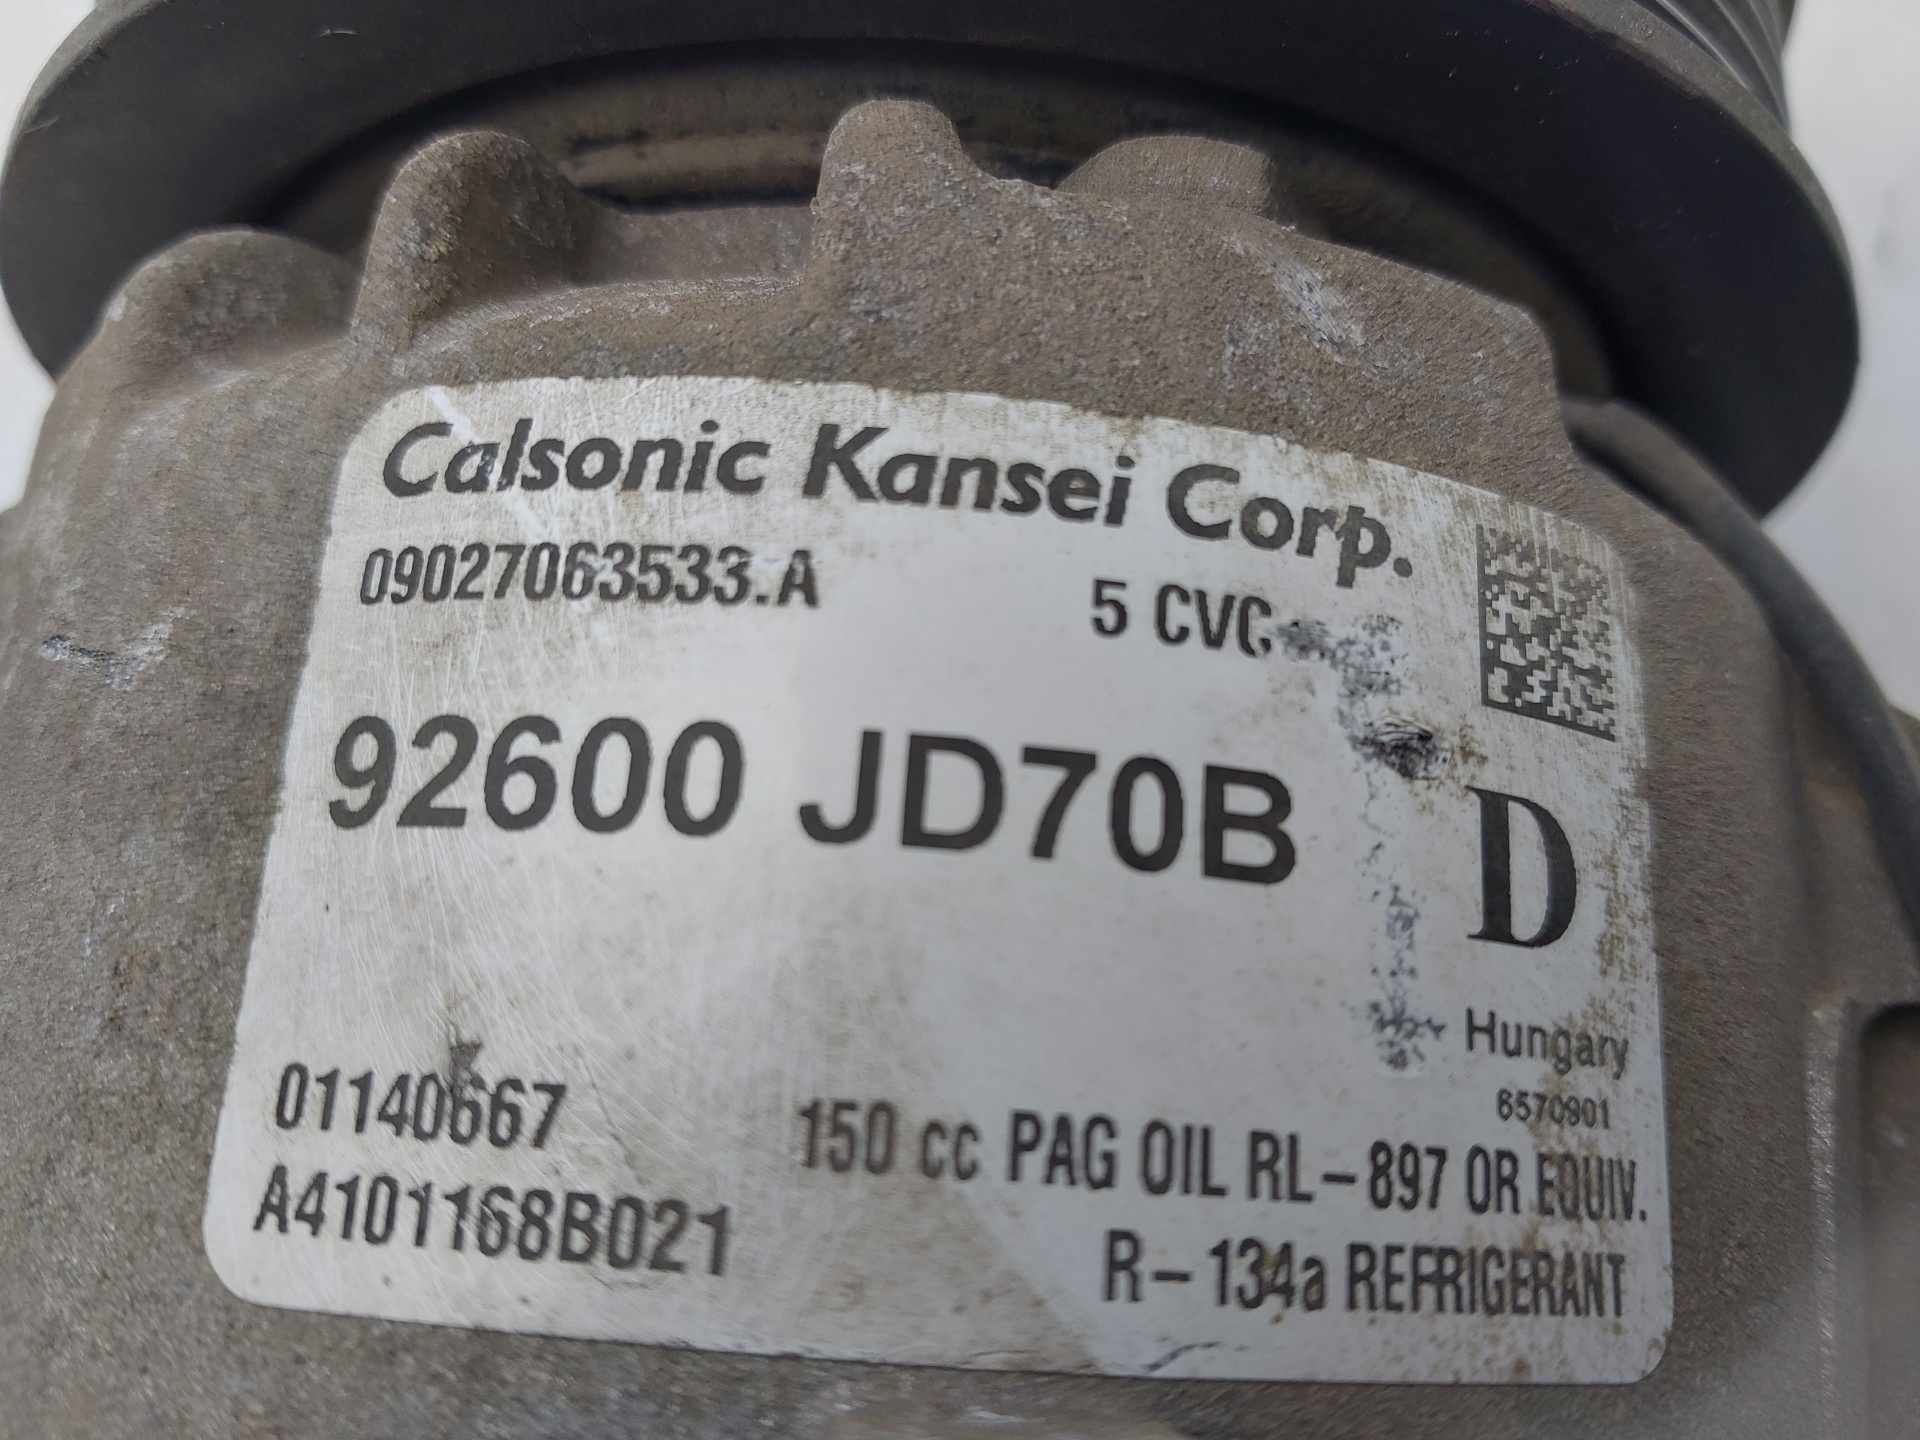 Calsonic Kansei Corp.
09027063533.A
5 CVC
92600 JD70B
D
Hungary
6570901
01140667
150 cc PAG OIL RL-897 OR EQUIV.
A4101168B021
R-134a REFRIGERANT